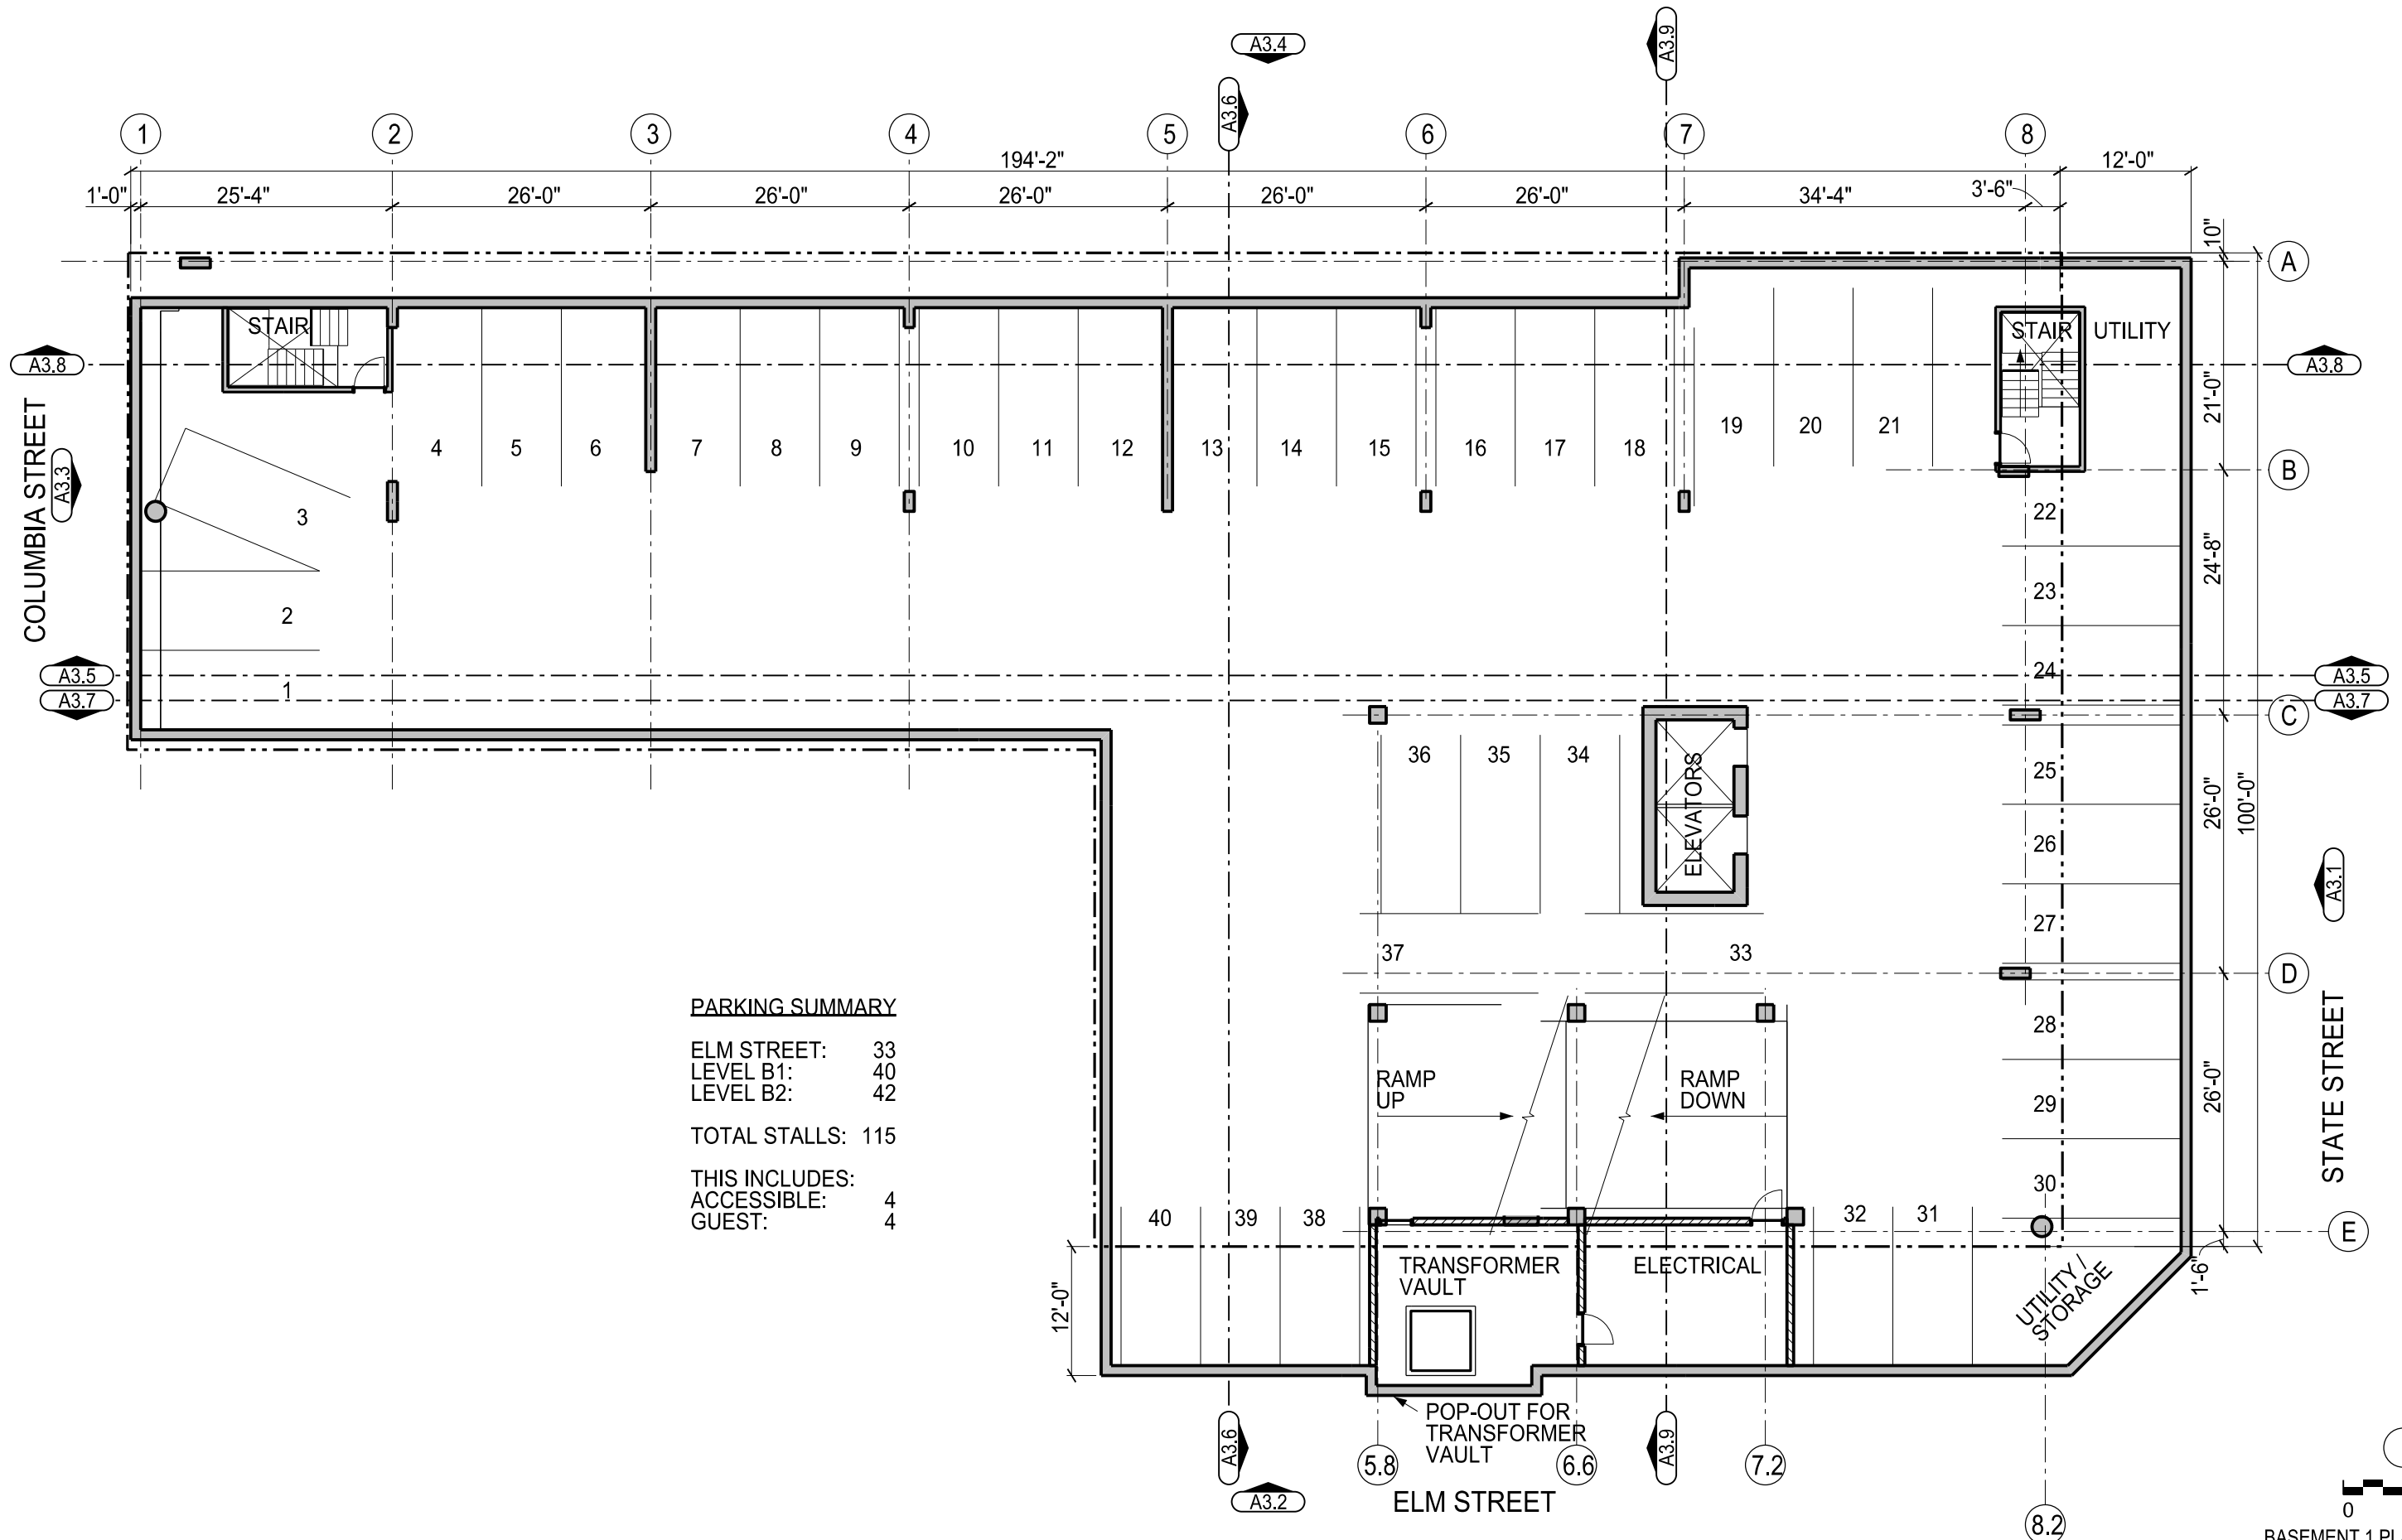 A3.4
A3.9
A3.6
1
2
3
4
5
6
7
8
194'-2"
12'-0"
1'-0"
25'-4"
26'-0"
26'-0"
26'-0"
26'-0"
26'-0"
34'-4"
3'-6"
10"
A
STAIR
STAIR
UTILITY
A3.8
A3.8
COLUMBIA STREET
A3.3
21'-0"
4
5
6
7
8
9
10
11
12
13
14
15
16
17
18
19
20
21
B
3
22
24'-8"
23
2
24
A3.5
A3.5
1
A3.7
A3.7
C
36
35
34
ELEVATORS
25
26'-0"
100'-0"
26
A3.1
27
37
33
D
PARKING SUMMARY
ELM STREET: 33
LEVEL B1: 40
LEVEL B2: 42
TOTAL STALLS: 115
THIS INCLUDES:
ACCESSIBLE: 4
GUEST: 4
28
RAMP
UP
RAMP
DOWN
29
26'-0"
STATE STREET
30
40
39
38
32
31
E
12'-0"
TRANSFORMER
VAULT
ELECTRICAL
UTILITY /
STORAGE
1'-6"
POP-OUT FOR
TRANSFORMER
VAULT
A3.6
A3.9
5.8
6.6
7.2
A3.2
ELM STREET
8.2
0
BASEMENT 1